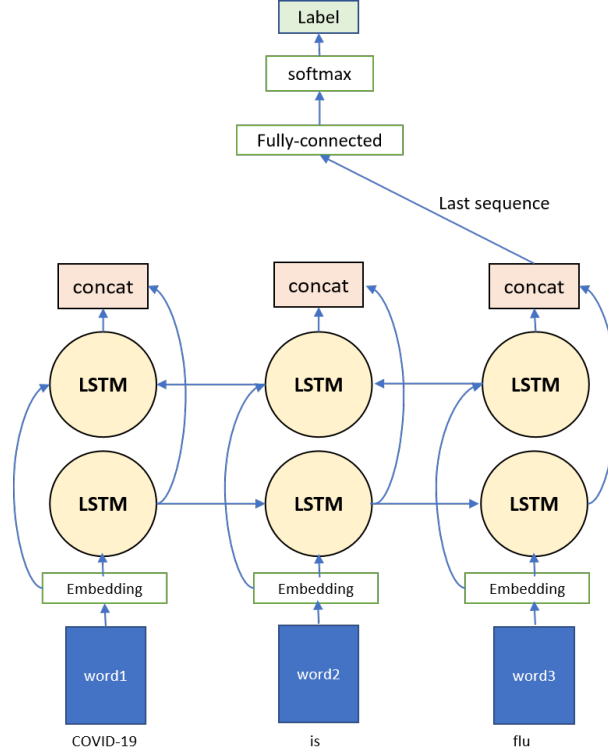 Label
softmax
Fully-connected
Last sequence
concat concat concat
LSTM LSTM LSTM
LSTM LSTM LSTM
Embedding Embedding Embedding
word1 word2 word3
COVID-19 is flu